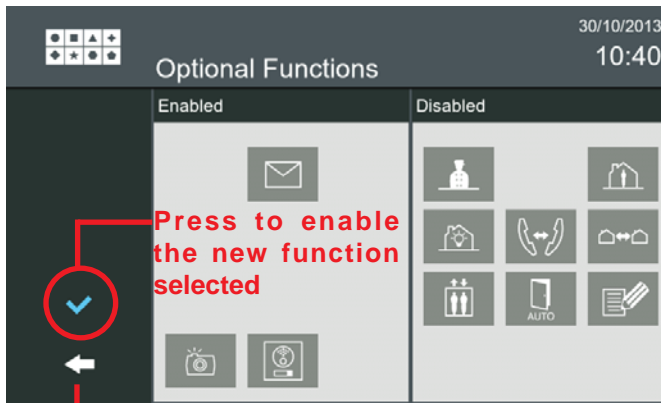 30/10/2013
10:40
Optional Functions
Enabled
Disabled
Press to enable
the new function
selected
AUTO